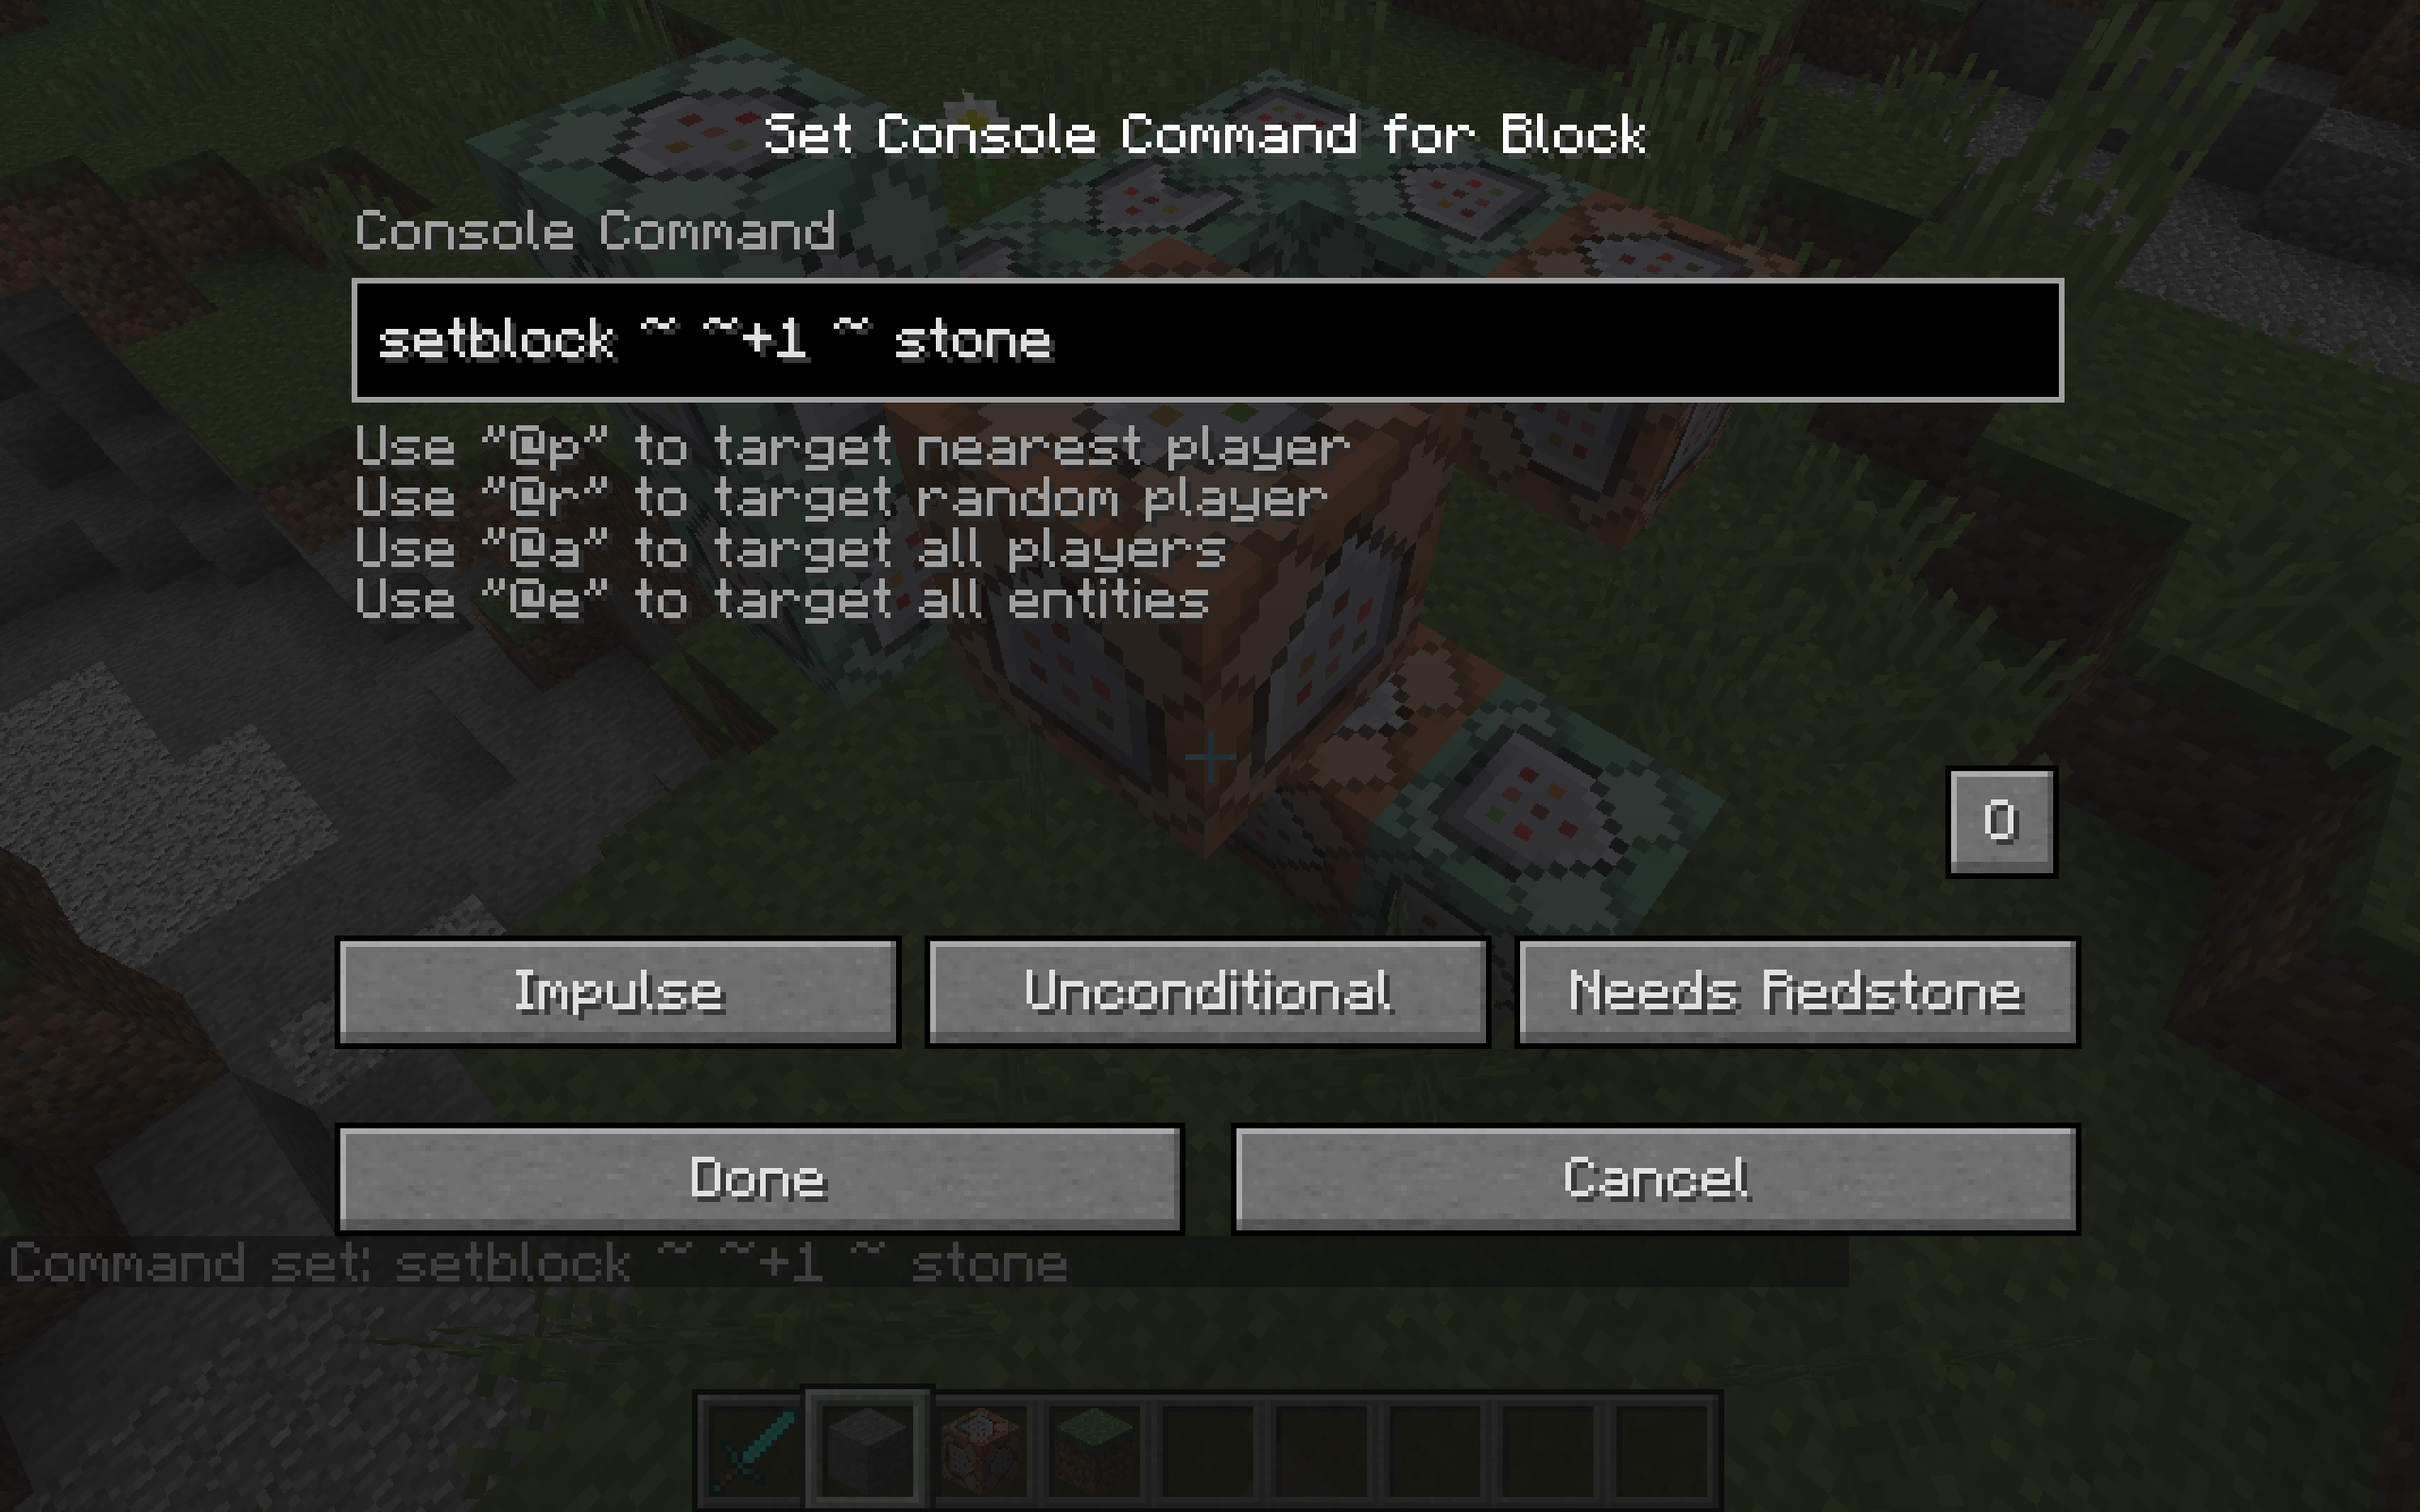 Set Console Command for Block
Console Command
setblock ~ ~+1 ~ stone
Use "@p" to target nearest player
Use "@r" to target random player
Use "@a" to target all players
Use "@e" to target all entities
O
Impulse
Unconditional
Needs Redstone
Done
Cancel
Command set: setblock ~ ~+1 ~ stone